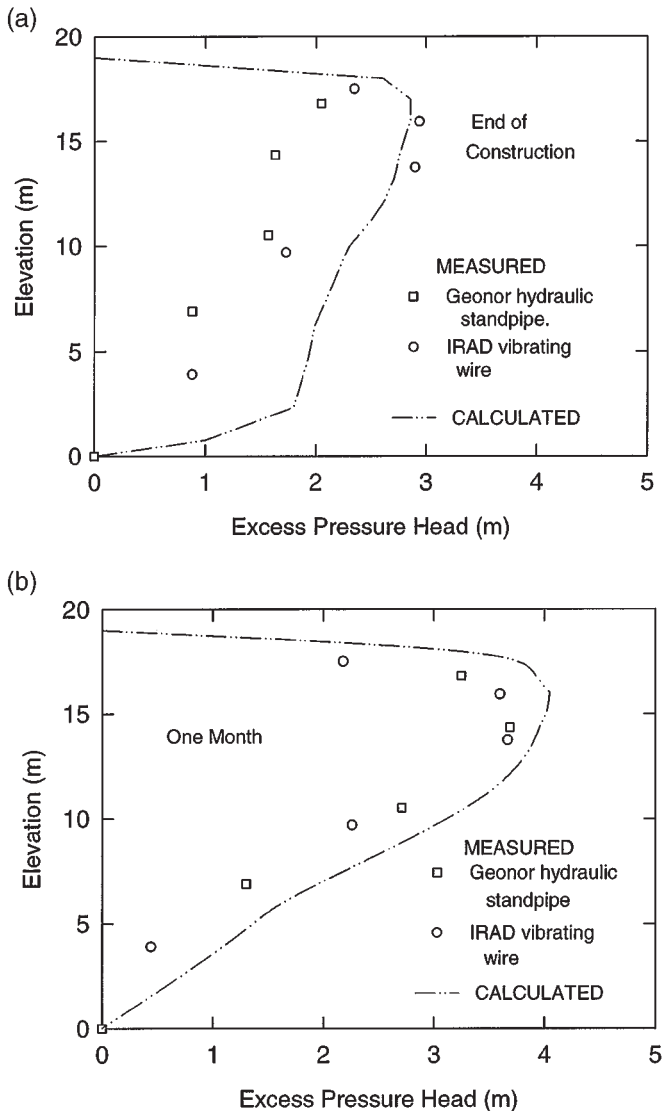 (a)
20
15
10
5
0
Elevation (m)
End of
Construction
MEASURED
Geonor hydraulic
standpipe.
IRAD vibrating
wire
CALCULATED
0 1 2 3 4 5
Excess Pressure Head (m)
(b)
20
15
10
5
0
Elevation (m)
One Month
MEASURED
Geonor hydraulic
standpipe
IRAD vibrating
wire
CALCULATED
0 1 2 3 4 5
Excess Pressure Head (m)